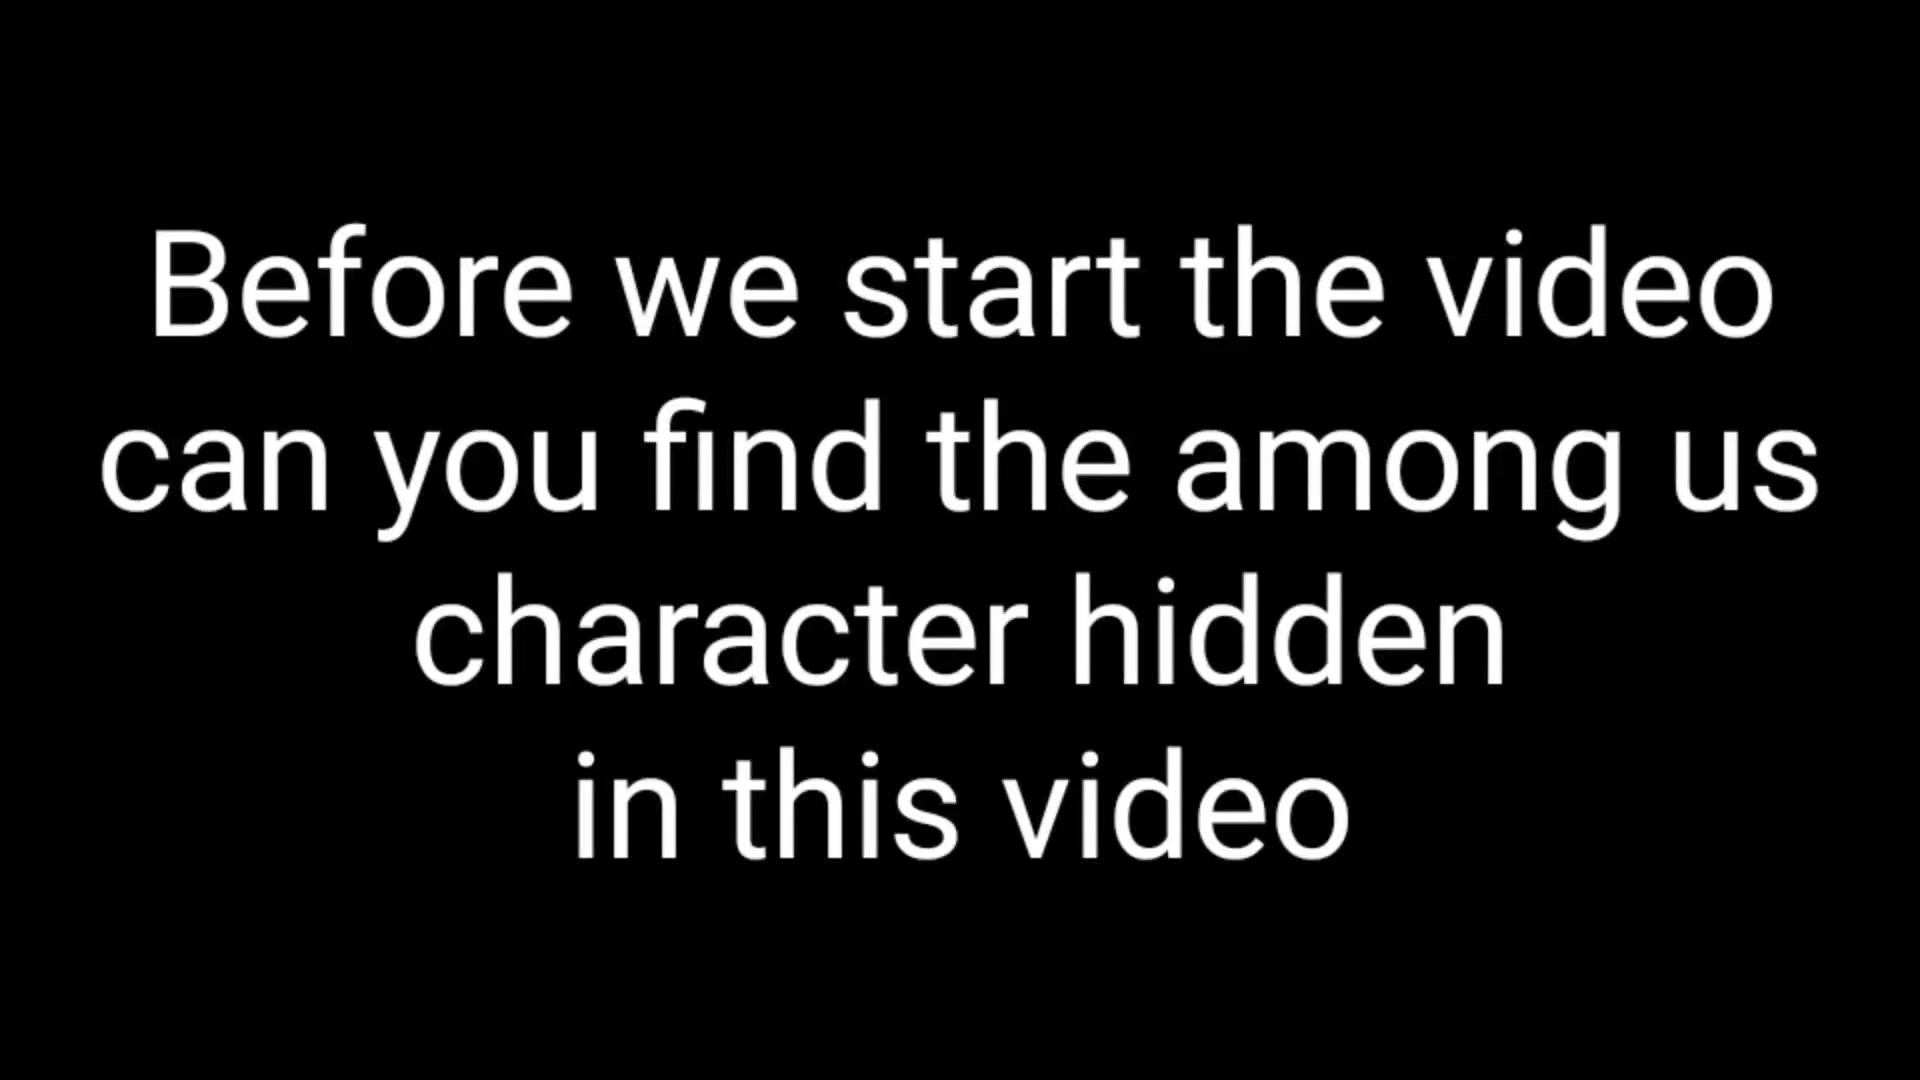 Before we start the video
can you find the among us
character hidden
in this video